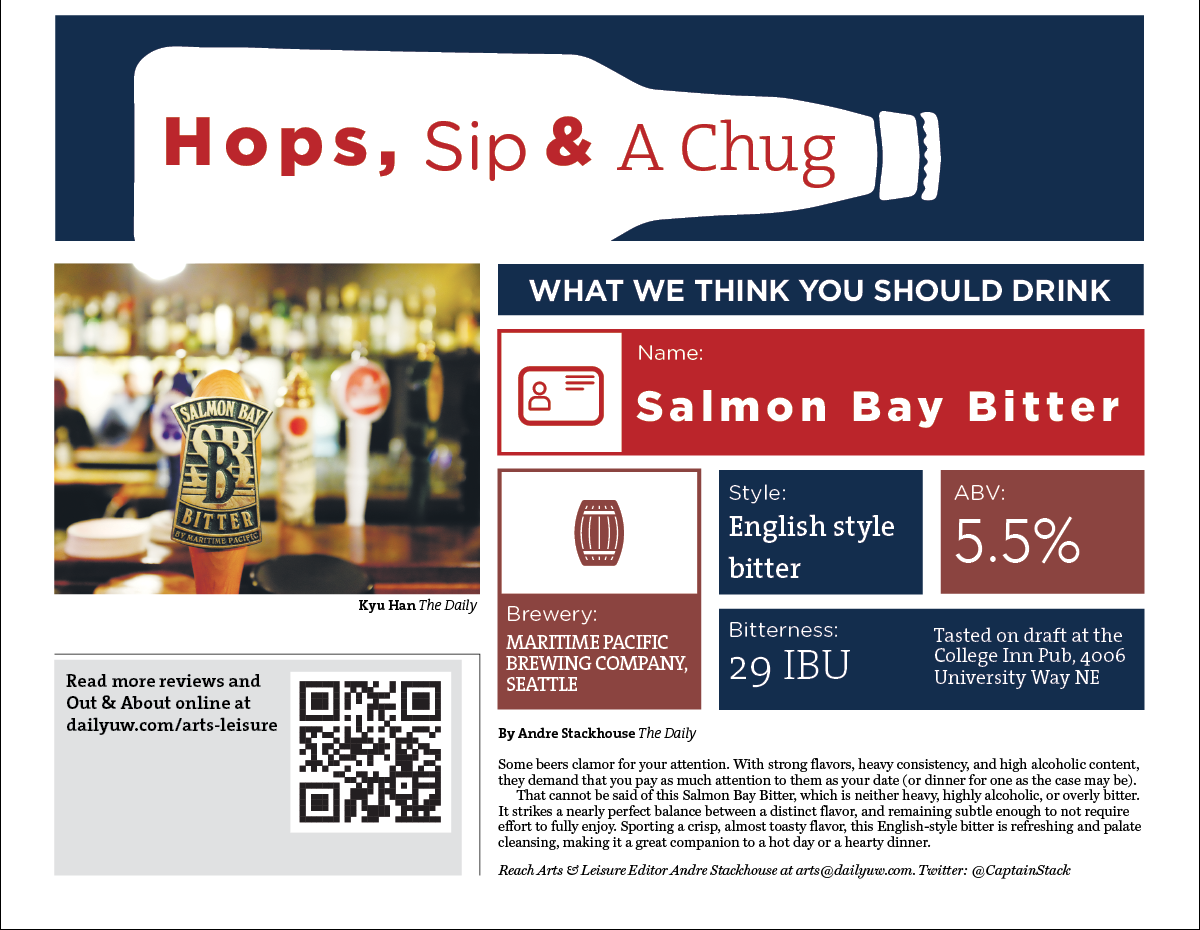 Hops, Sip & A Chug
SALMON BAY
SB
BITTER
BY MARITIME PACIFIC
Kyu Han The Daily
Read more reviews and
Out & About online at
dailyuw.com/arts-leisure
WHAT WE THINK YOU SHOULD DRINK
Name:
Salmon Bay Bitter
Brewery:
MARITIME PACIFIC
BREWING COMPANY,
SEATTLE
Style:
English style
bitter
ABV:
5.5%
Bitterness:
29 IBU
Tasted on draft at the
College Inn Pub, 4006
University Way NE
By Andre Stackhouse The Daily
Some beers clamor for your attention. With strong flavors, heavy consistency, and high alcoholic content,
they demand that you pay as much attention to them as your date (or dinner for one as the case may be).
That cannot be said of this Salmon Bay Bitter, which is neither heavy, highly alcoholic, or overly bitter.
It strikes a nearly perfect balance between a distinct flavor, and remaining subtle enough to not require
effort to fully enjoy. Sporting a crisp, almost toasty flavor, this English-style bitter is refreshing and palate
cleansing, making it a great companion to a hot day or a hearty dinner.
Reach Arts & Leisure Editor Andre Stackhouse at arts@dailyuw.com. Twitter: @CaptainStack